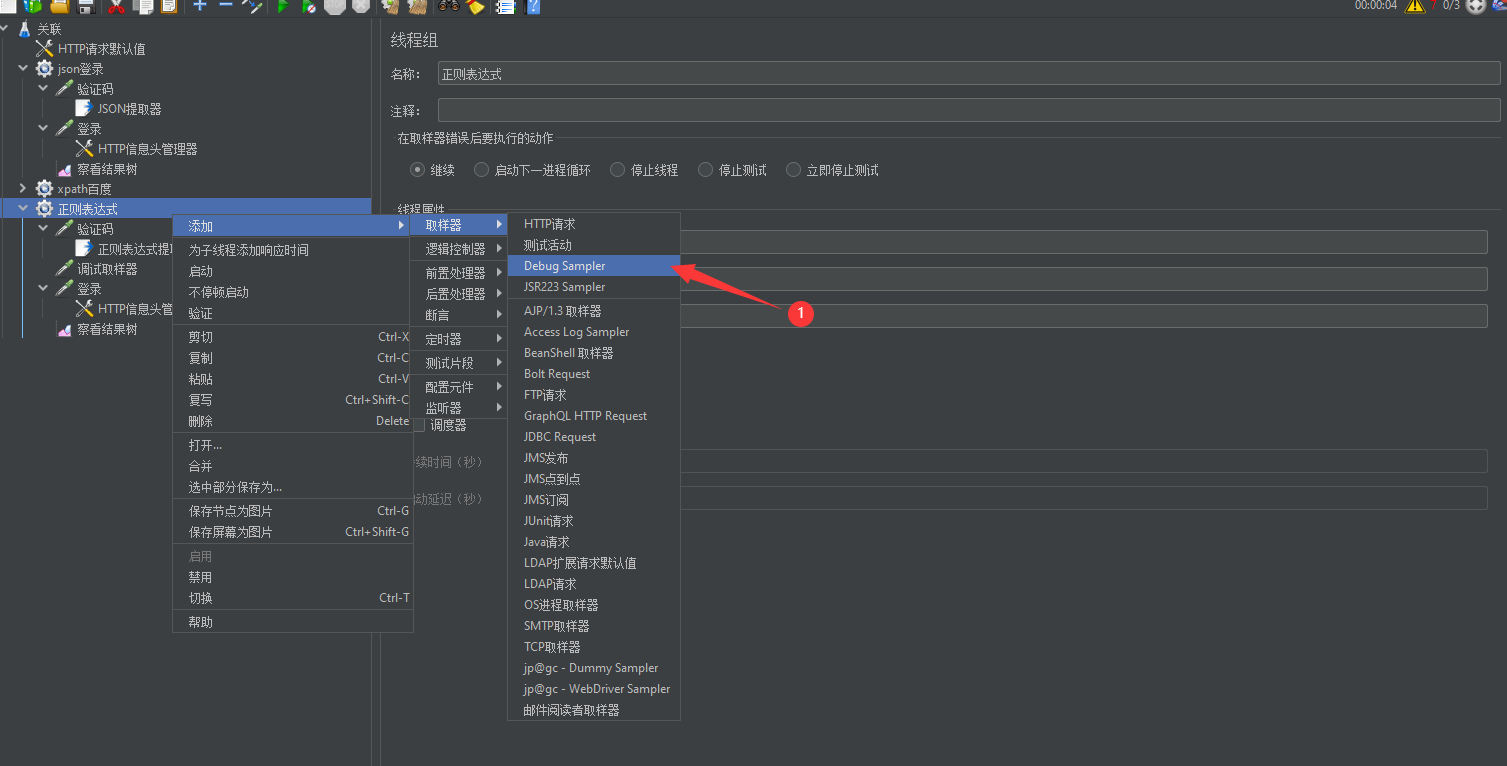 00:00:04
7 0/3
关联
HTTP请求默认值
json登录
验证码
JSON提取器
登录
HTTP信息头管理器
察看结果树
xpath百度
正则表达式
验证码
正则表达式提
调试取样器
登录
HTTP信息头管
察看结果树
线程组
名称：
正则表达式
注释：
在取样器错误后要执行的动作
继续 启动下一进程循环 停止线程 停止测试 立即停止测试
线程属性
调度器
续时间（秒）
动延迟（秒）
添加
为子线程添加响应时间
启动
不停顿启动
验证
剪切 Ctrl-X
复制 Ctrl-C
粘贴 Ctrl-V
复写 Ctrl+Shift-C
删除 Delete
打开...
合并
选中部分保存为...
保存节点为图片 Ctrl-G
保存屏幕为图片 Ctrl+Shift-G
启用
禁用
切换 Ctrl-T
帮助
取样器
逻辑控制器
前置处理器
后置处理器
断言
定时器
测试片段
配置元件
监听器
HTTP请求
测试活动
Debug Sampler
JSR223 Sampler
AJP/1.3 取样器
Access Log Sampler
BeanShell 取样器
Bolt Request
FTP请求
GraphQL HTTP Request
JDBC Request
JMS发布
JMS点到点
JMS订阅
JUnit请求
Java请求
LDAP扩展请求默认值
LDAP请求
OS进程取样器
SMTP取样器
TCP取样器
jp@gc - Dummy Sampler
jp@gc - WebDriver Sampler
邮件阅读者取样器
1